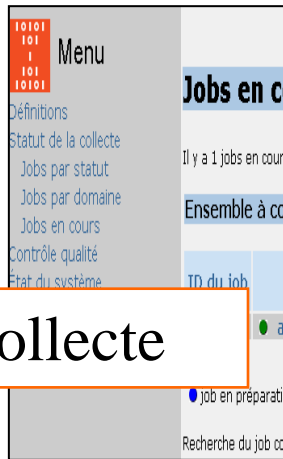 10101
101
1
101
10101
Menu
Définitions
Statut de la collecte
Jobs par statut
Jobs par domaine
Jobs en cours
Contrôle qualité
État du système
Jobs en c
Il y a 1 jobs en cour
Ensemble à co
ID du job
ollecte
a
job en préparati
Recherche du job co